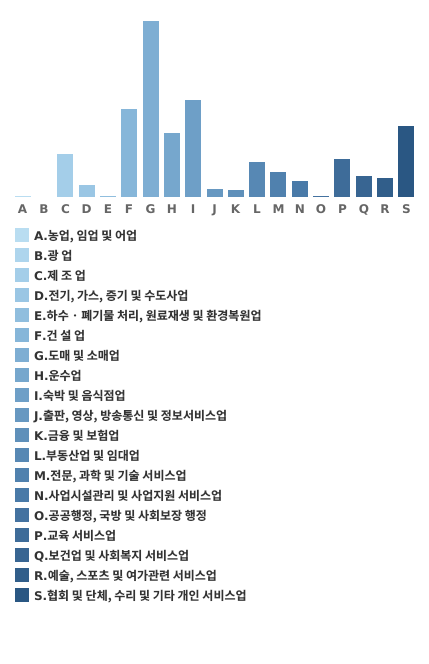 A B C D E F G H I J K L M N O P Q R S
A.농업, 임업 및 어업
B.광 업
C.제 조 업
D.전기, 가스, 증기 및 수도사업
E.하수 · 폐기물 처리, 원료재생 및 환경복원업
F.건 설 업
G.도매 및 소매업
H.운수업
I.숙박 및 음식점업
J.출판, 영상, 방송통신 및 정보서비스업
K.금융 및 보험업
L.부동산업 및 임대업
M.전문, 과학 및 기술 서비스업
N.사업시설관리 및 사업지원 서비스업
O.공공행정, 국방 및 사회보장 행정
P.교육 서비스업
Q.보건업 및 사회복지 서비스업
R.예술, 스포츠 및 여가관련 서비스업
S.협회 및 단체, 수리 및 기타 개인 서비스업